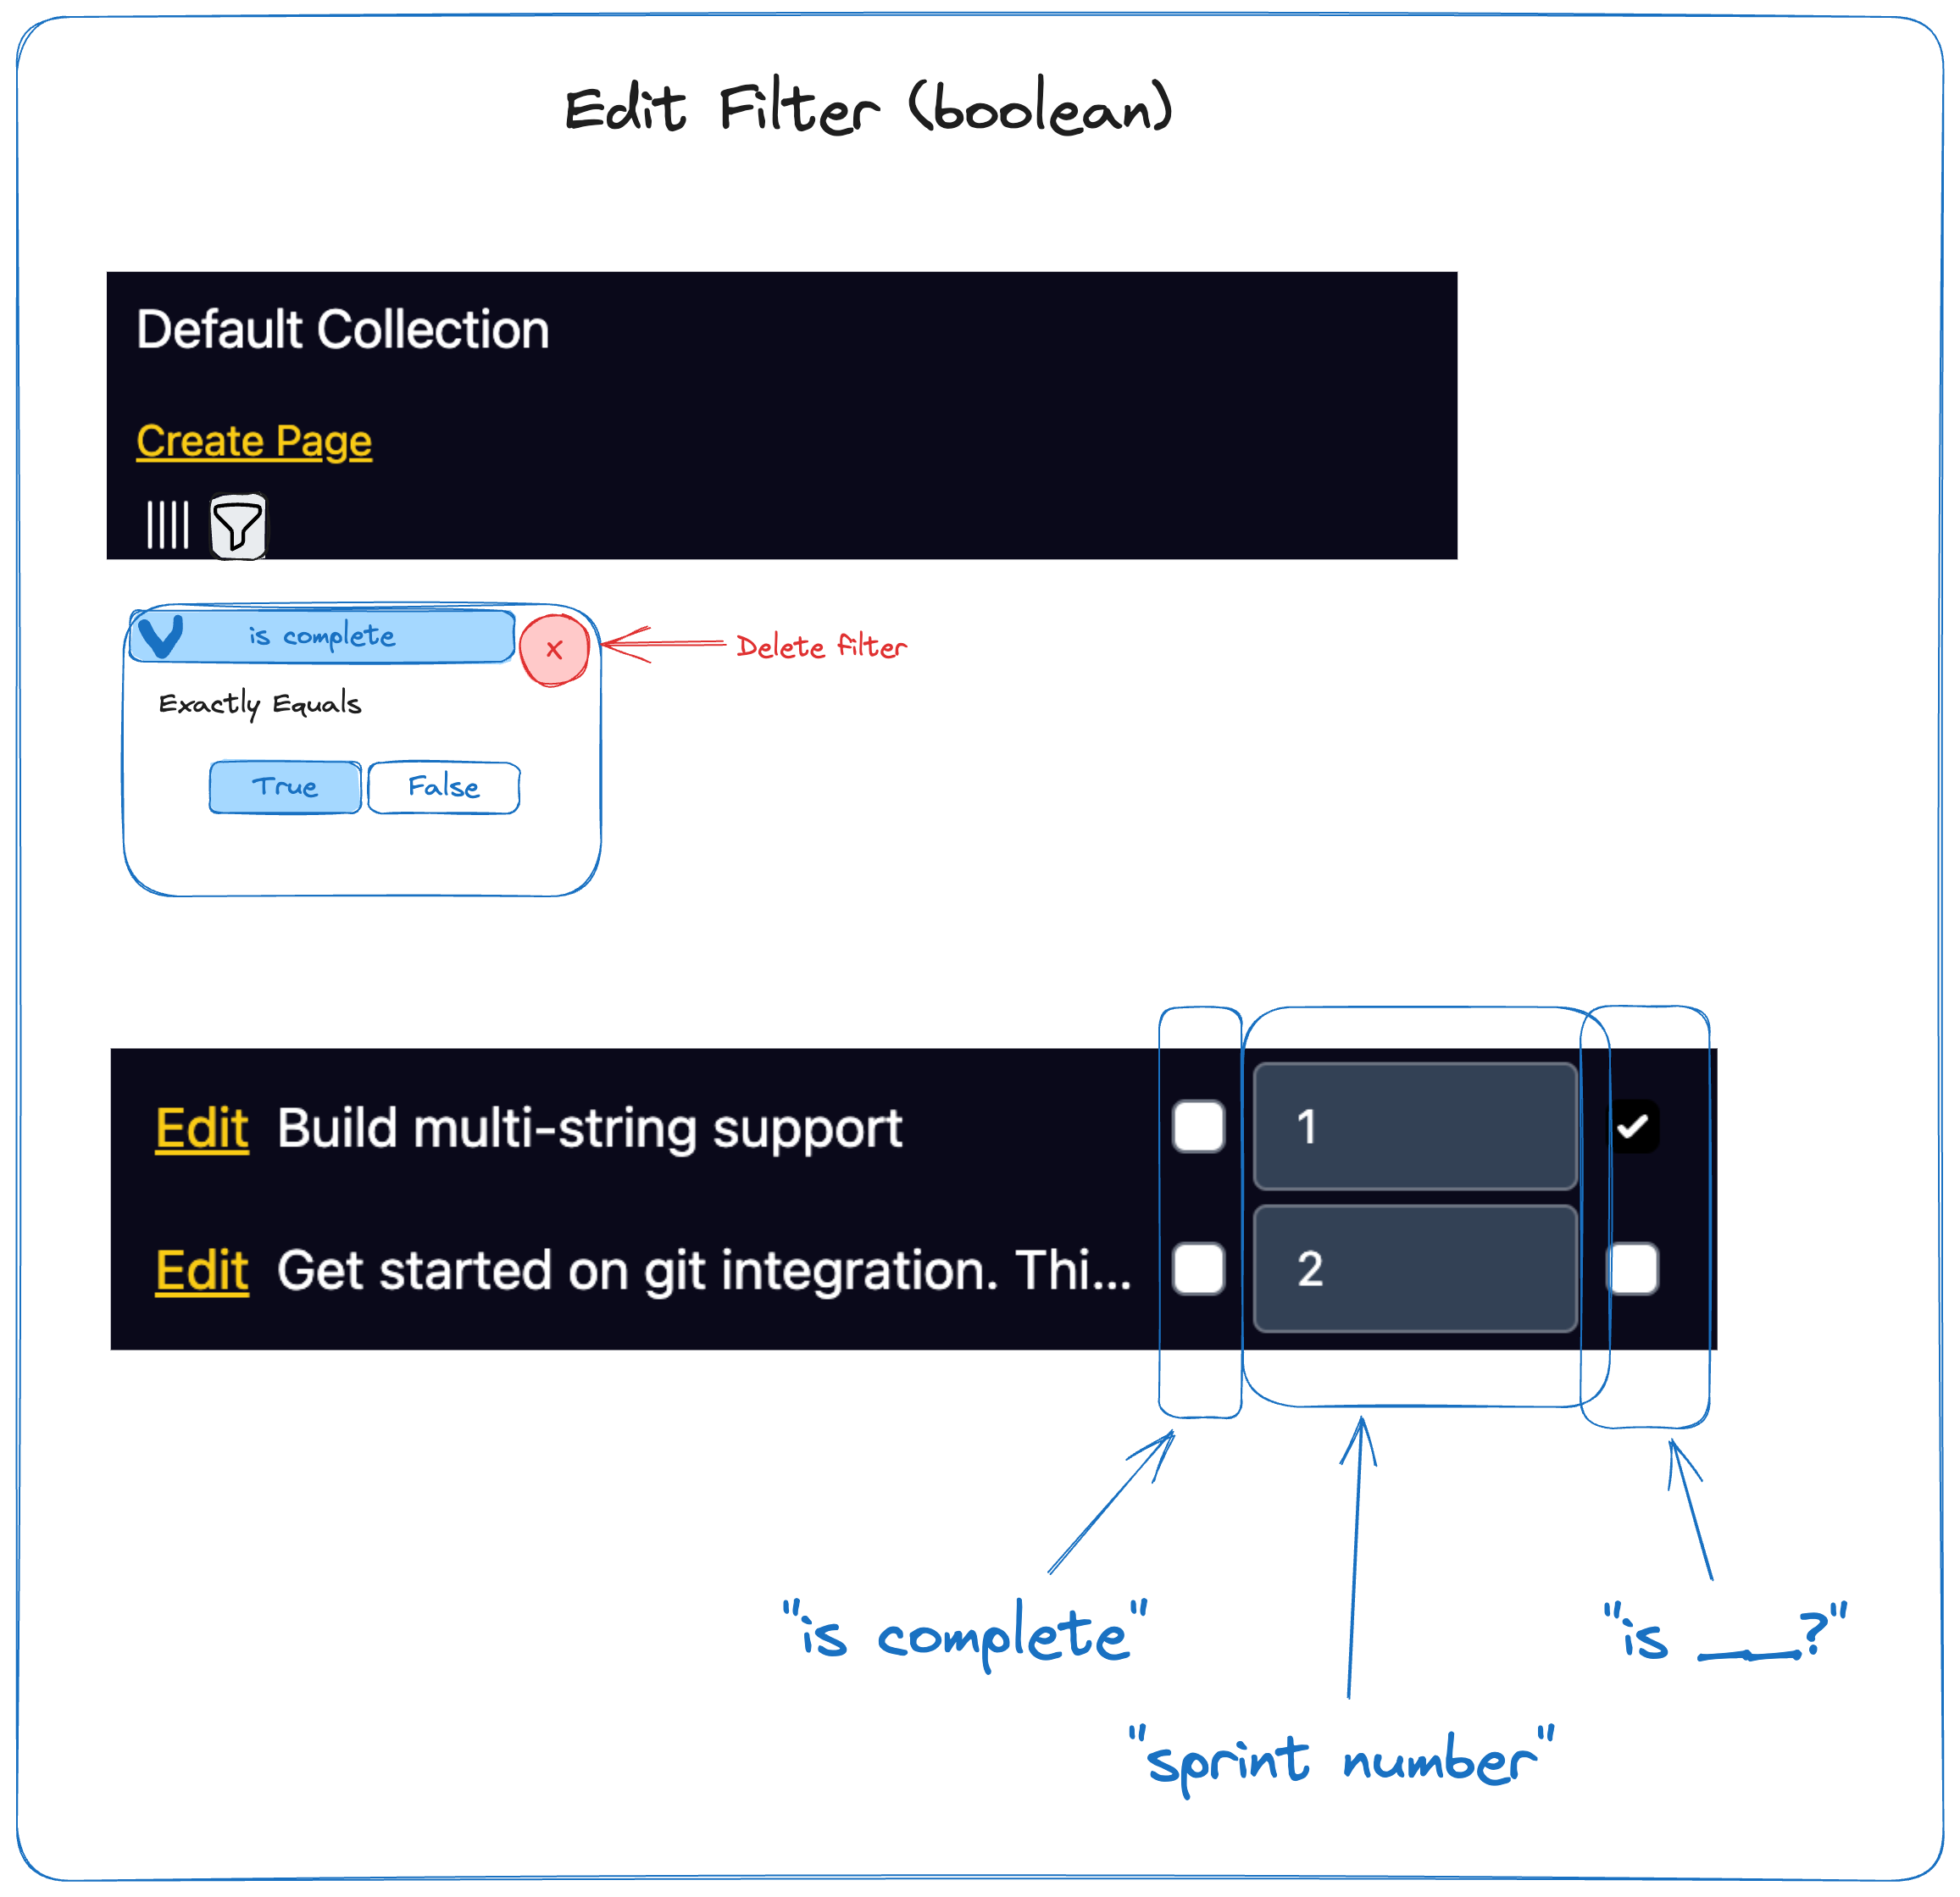 Edit Filter (boolean)
Default Collection
Create Page
is complete
x
Delete filter
Exactly Equals
True False
Edit Build multi-string support 1
Edit Get started on git integration. Thi... 2
"is complete"
"is ___?"
"sprint number"